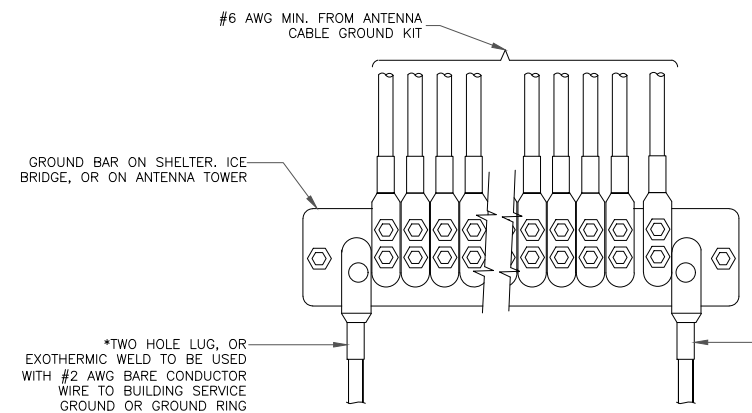 #6 AWG MIN. FROM ANTENNA
CABLE GROUND KIT
GROUND BAR ON SHELTER. ICE
BRIDGE, OR ON ANTENNA TOWER
*TWO HOLE LUG, OR
EXOTHERMIC WELD TO BE USED
WITH #2 AWG BARE CONDUCTOR
WIRE TO BUILDING SERVICE
GROUND OR GROUND RING